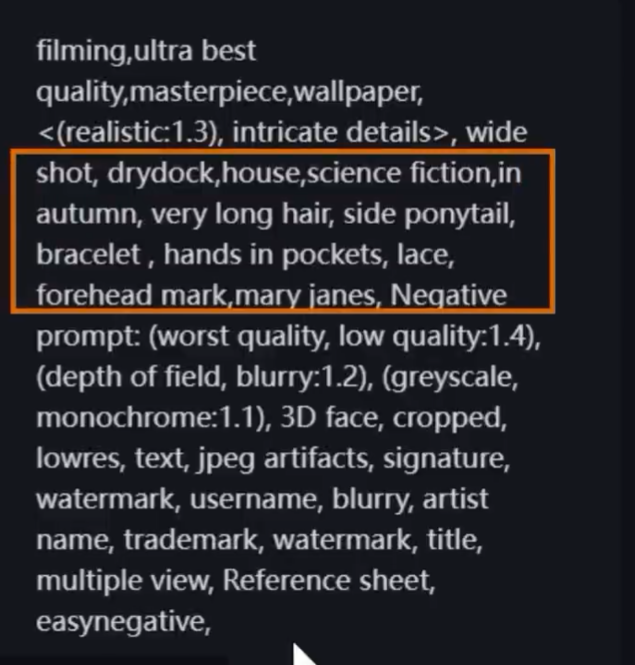 filming,ultra best
quality,masterpiece,wallpaper,
<(realistic:1.3), intricate details>, wide
shot, drydock,house,science fiction,in
autumn, very long hair, side ponytail,
bracelet , hands in pockets, lace,
forehead mark,mary janes, Negative
prompt: (worst quality, low quality:1.4),
(depth of field, blurry:1.2), (greyscale,
monochrome:1.1), 3D face, cropped,
lowres, text, jpeg artifacts, signature,
watermark, username, blurry, artist
name, trademark, watermark, title,
multiple view, Reference sheet,
easynegative,